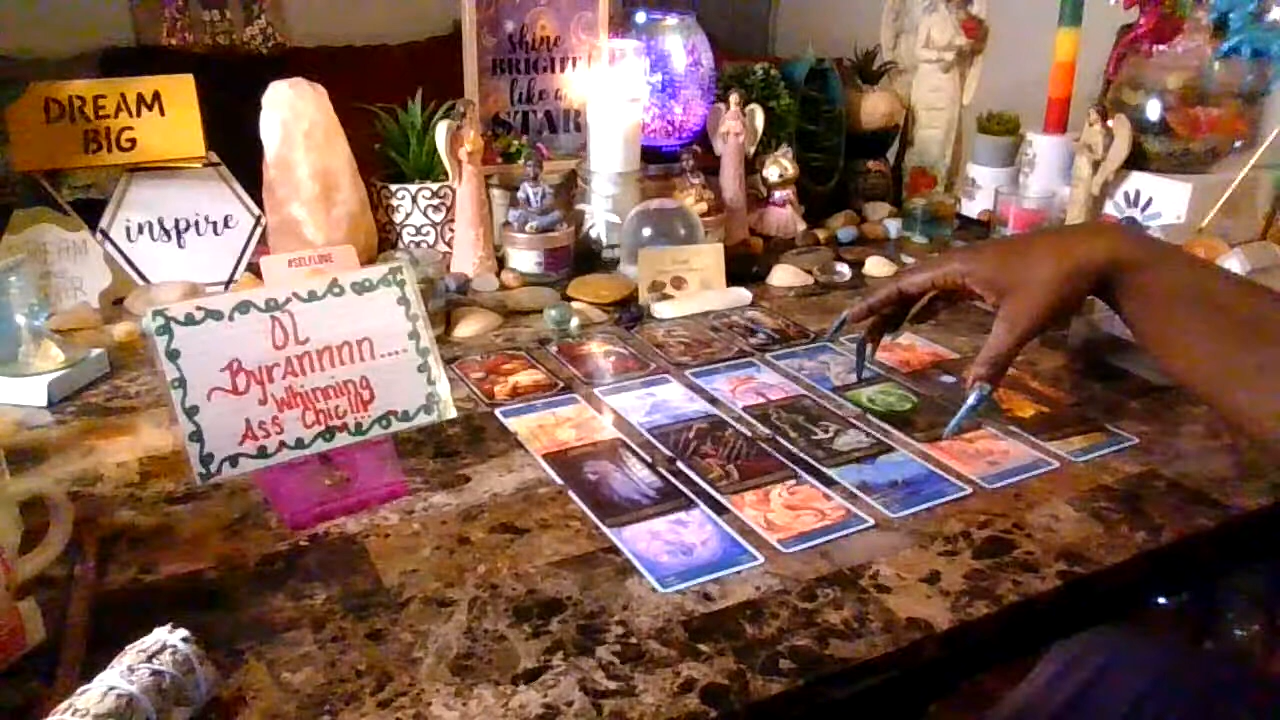 DREAM
BIG
inspire
shine
BRIGHT
like a
STAR
#SELFLOVE
OL
Byrannnn....
Whinning
Ass Chic!!!